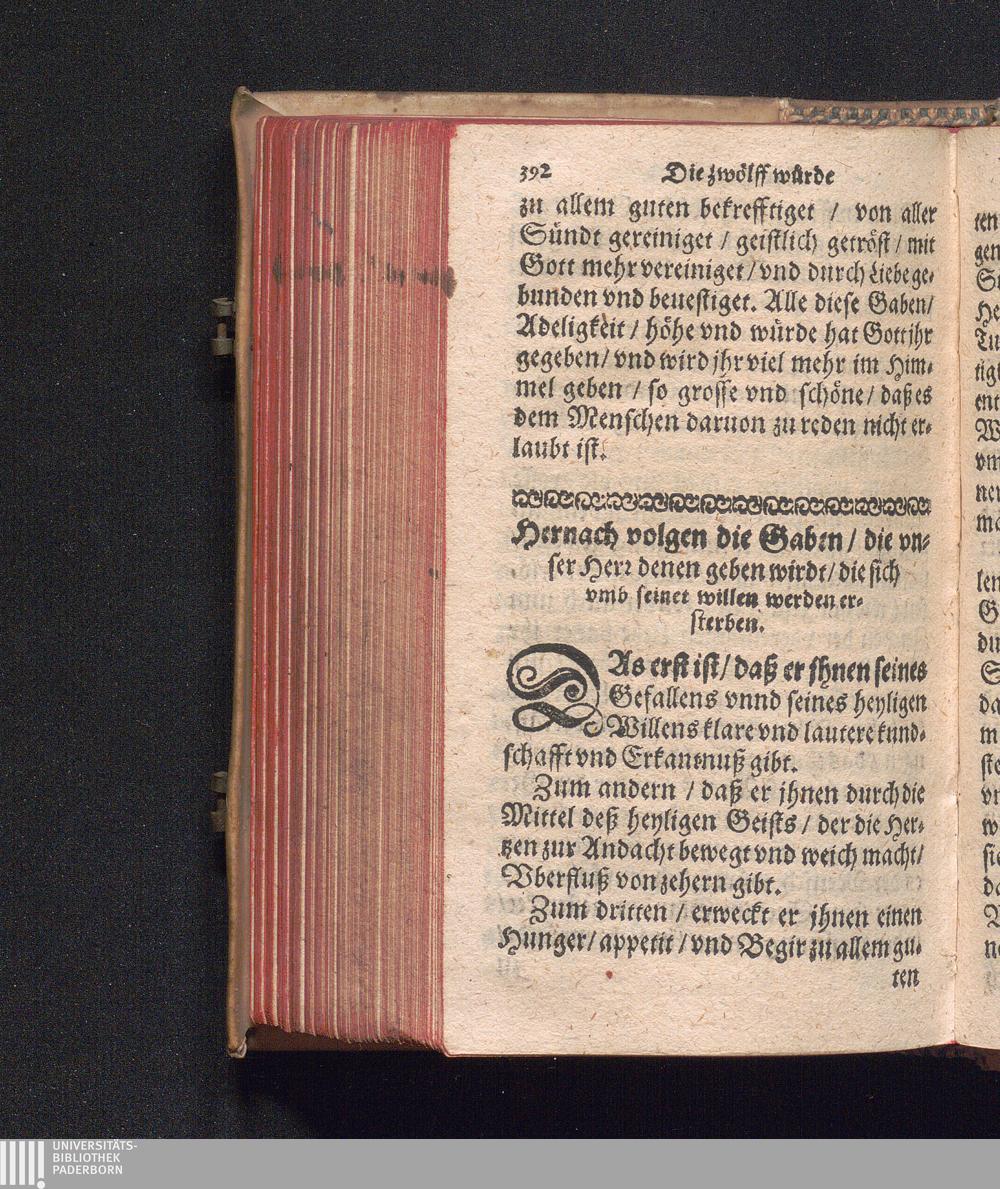 392 Die zwölff würde
zu allem guten bekrefftiget / von aller
Sündt gereiniget / geistlich getröst / mit
Gott mehr vereiniget / vnd durch Liebe ge-
bunden vnd beuestiget. Alle diese Gaben /
Adeligkeit / höhe vnd würde hat Gott jhr
gegeben / vnd wird jhr viel mehr im Him-
mel geben / so grosse vnd schöne / daß es
dem Menschen daruon zu reden nicht er-
laubt ist.
Hernach volgen die Gaben / die vn-
ser Herr denen geben wirdt / die sich
vmb seinet willen werden er-
sterben.
DAs erst ist / daß er jhnen seines
Gefallens vnnd seines heyligen
Willens klare vnd lautere kund-
schafft vnd Erkantnuß gibt.
Zum andern / daß er jhnen durch die
Mittel deß heyligen Geists / der die Her-
tzen zur Andacht bewegt vnd weich macht /
Vberfluß von zehern gibt.
Zum dritten / erweckt er jhnen einen
Hunger / appetit / vnd Begir zu allem gu-
ten
ten
gen
He
ent
W
vm
len
G
da
m
w
UNIVERSITÄTS-
BIBLIOTHEK
PADERBORN